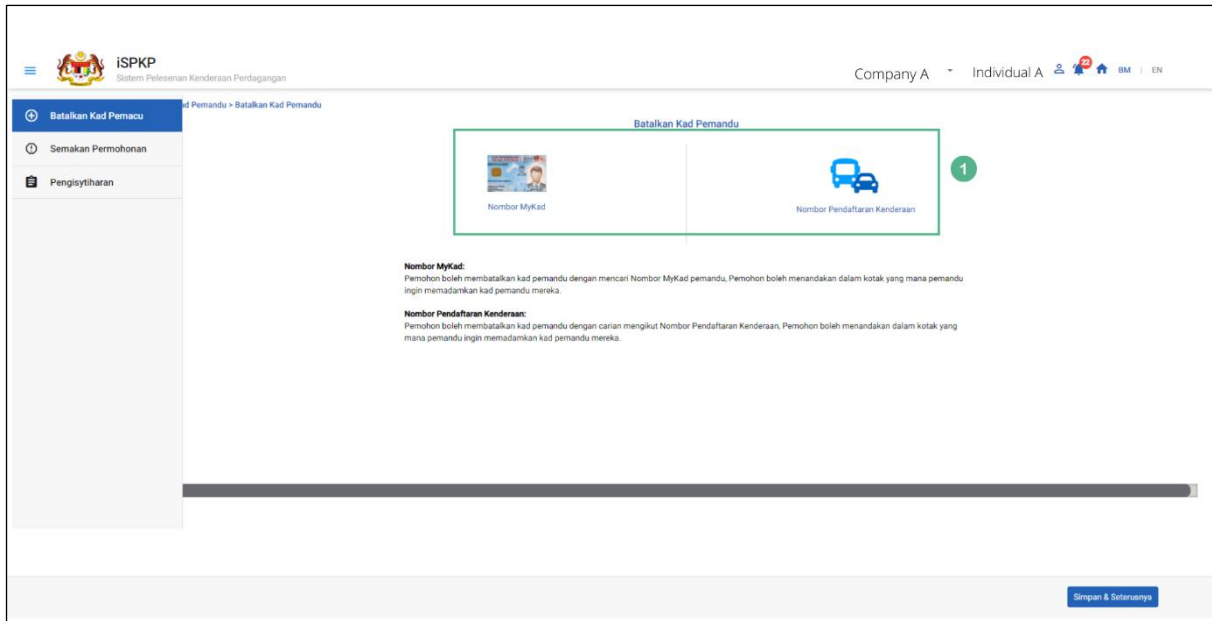 iSPKP
Sistem Pelesenan Kenderaan Perdagangan
Company A
Individual A
22
BM | EN
Batalkan Kad Pemacu
Semakan Permohonan
Pengisytiharan
d Pemandu > Batalkan Kad Pemandu
Batalkan Kad Pemandu
Nombor MyKad
Nombor Pendaftaran Kenderaan
1
Nombor MyKad:
Pemohon boleh membatalkan kad pemandu dengan mencari Nombor MyKad pemandu, Pemohon boleh menandakan dalam kotak yang mana pemandu
ingin memadamkan kad pemandu mereka.
Nombor Pendaftaran Kenderaan:
Pemohon boleh membatalkan kad pemandu dengan carian mengikut Nombor Pendaftaran Kenderaan, Pemohon boleh menandakan dalam kotak yang
mana pemandu ingin memadamkan kad pemandu mereka.
Simpan & Seterusnya